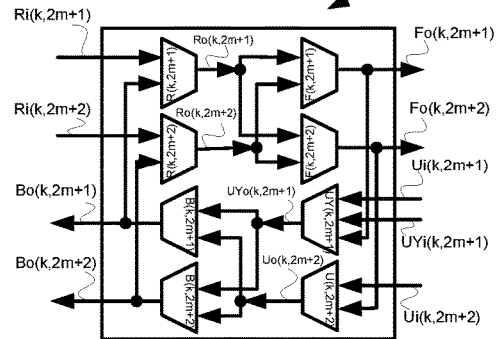 Ri(k,2m+1)
Ro(k,2m+1)
Fo(k,2m+1)
R(k,2m+1)
F(k,2m+1)
Ri(k,2m+2)
Ro(k,2m+2)
Fo(k,2m+2)
R(k,2m+2)
F(k,2m+2)
Ui(k,2m+1)
Bo(k,2m+1)
B(k,2m+1)
UYo(k,2m+1)
UY(k,2m+1)
UYi(k,2m+1)
Bo(k,2m+2)
B(k,2m+2)
Uo(k,2m+2)
U(k,2m+2)
Ui(k,2m+2)